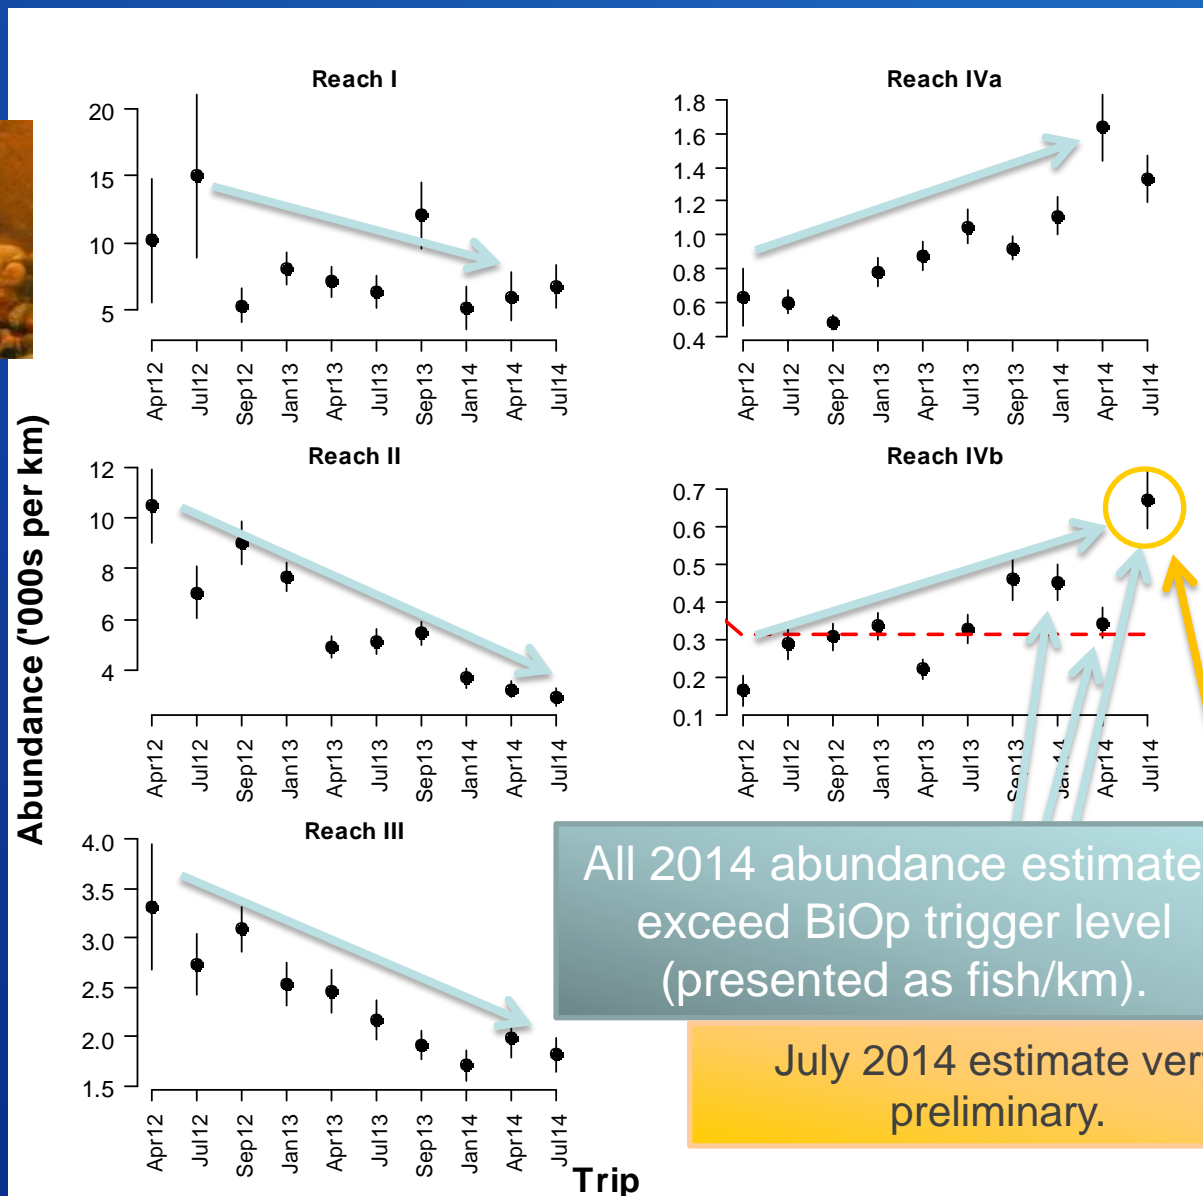 Abundance ('000s per km)
Reach I
20
15
10
5
Apr12 Jul12 Sep12 Jan13 Apr13 Jul13 Sep13 Jan14 Apr14 Jul14
Reach IVa
1.8
1.6
1.4
1.2
1.0
0.8
0.6
0.4
Apr12 Jul12 Sep12 Jan13 Apr13 Jul13 Sep13 Jan14 Apr14 Jul14
Reach II
12
10
8
6
4
Apr12 Jul12 Sep12 Jan13 Apr13 Jul13 Sep13 Jan14 Apr14 Jul14
Reach IVb
0.7
0.6
0.5
0.4
0.3
0.2
0.1
Apr12 Jul12 Sep12 Jan13 Apr13 Jul13 Sep13 Jan14 Apr14 Jul14
Reach III
4.0
3.5
3.0
2.5
2.0
1.5
Apr12 Jul12 Sep12 Jan13 Apr13 Jul13 Sep13 Jan14 Apr14 Jul14
All 2014 abundance estimate
exceed BiOp trigger level
(presented as fish/km).
July 2014 estimate ver
preliminary.
Trip